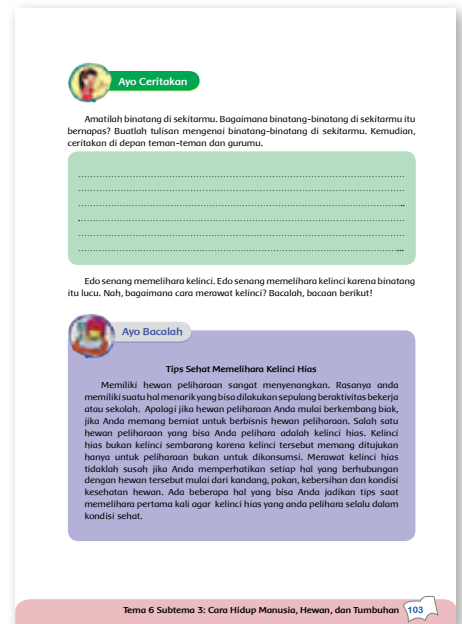 Ayo Ceritakan
Amatilah binatang di sekitarmu. Bagaimana binatang-binatang di sekitarmu itu
bernapas? Buatlah tulisan mengenai binatang-binatang di sekitarmu. Kemudian,
ceritakan di depan teman-teman dan gurumu.
Edo senang memelihara kelinci. Edo senang memelihara kelinci karena binatang
itu lucu. Nah, bagaimana cara merawat kelinci? Bacalah, bacaan berikut!
Ayo Bacalah
Tips Sehat Memelihara Kelinci Hias
Memiliki hewan peliharaan sangat menyenangkan. Rasanya anda
memiliki suatu hal menarik yang bisa dilakukan sepulang beraktivitas bekerja
atau sekolah. Apalagi jika hewan peliharaan Anda mulai berkembang biak,
jika Anda memang berniat untuk berbisnis hewan peliharaan. Salah satu
hewan peliharaan yang bisa Anda pelihara adalah kelinci hias. Kelinci
hias bukan kelinci sembarang karena kelinci tersebut memang ditujukan
hanya untuk peliharaan bukan untuk dikonsumsi. Merawat kelinci hias
tidaklah susah jika Anda memperhatikan setiap hal yang berhubungan
dengan hewan tersebut mulai dari kandang, pakan, kebersihan dan kondisi
kesehatan hewan. Ada beberapa hal yang bisa Anda jadikan tips saat
memelihara pertama kali agar kelinci hias yang anda pelihara selalu dalam
kondisi sehat.
Tema 6 Subtema 3: Cara Hidup Manusia, Hewan, dan Tumbuhan 103